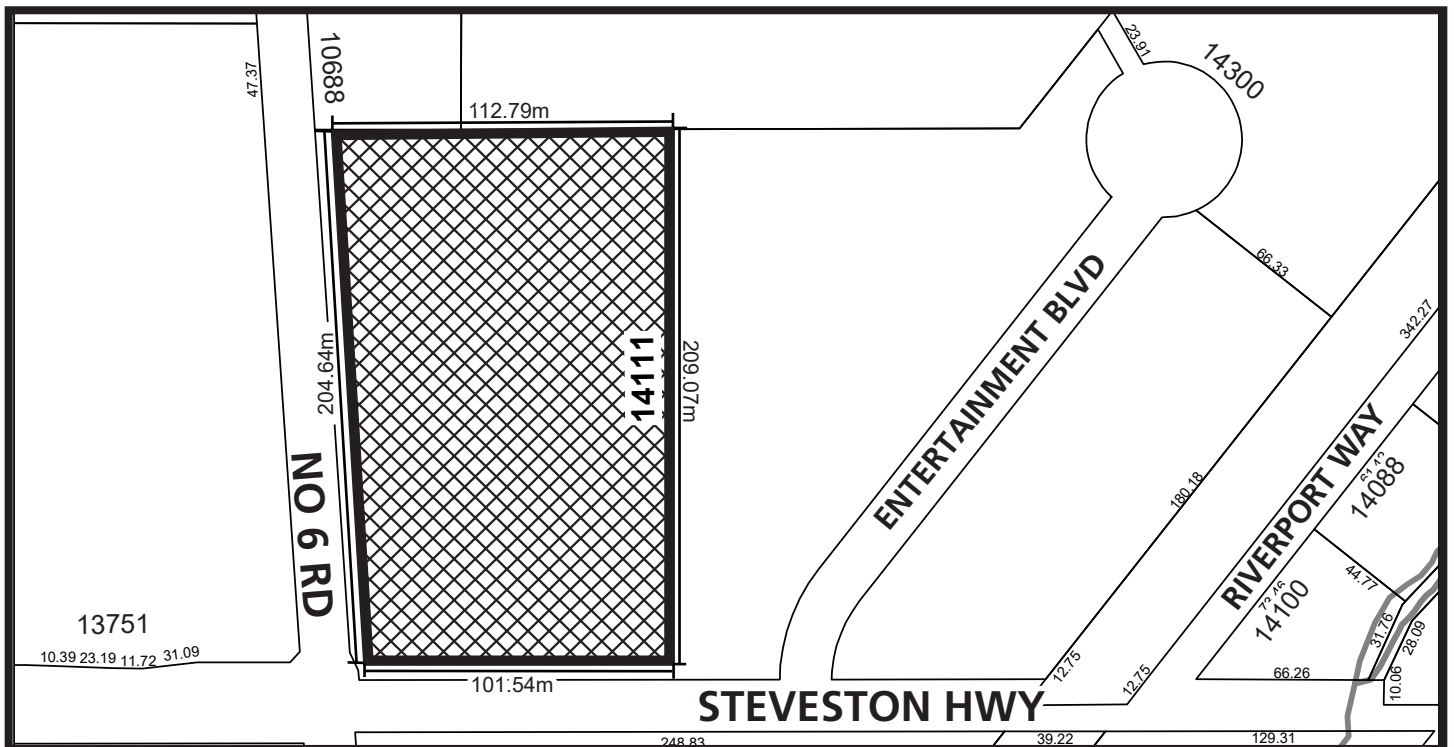 47.37
10688
112.79m
23.91
14300
66.33
342.27
204.64m
14111
209.07m
ENTERTAINMENT BLVD
NO 6 RD
180.18
RIVERPORT WAY
14088
44.77
14100
13751
10.39 23.19 11.72 31.09
31.76
28.09
12.75
12.75
66.26
10.06
101.54m
STEVESTON HWY
248.83
39.22
129.31